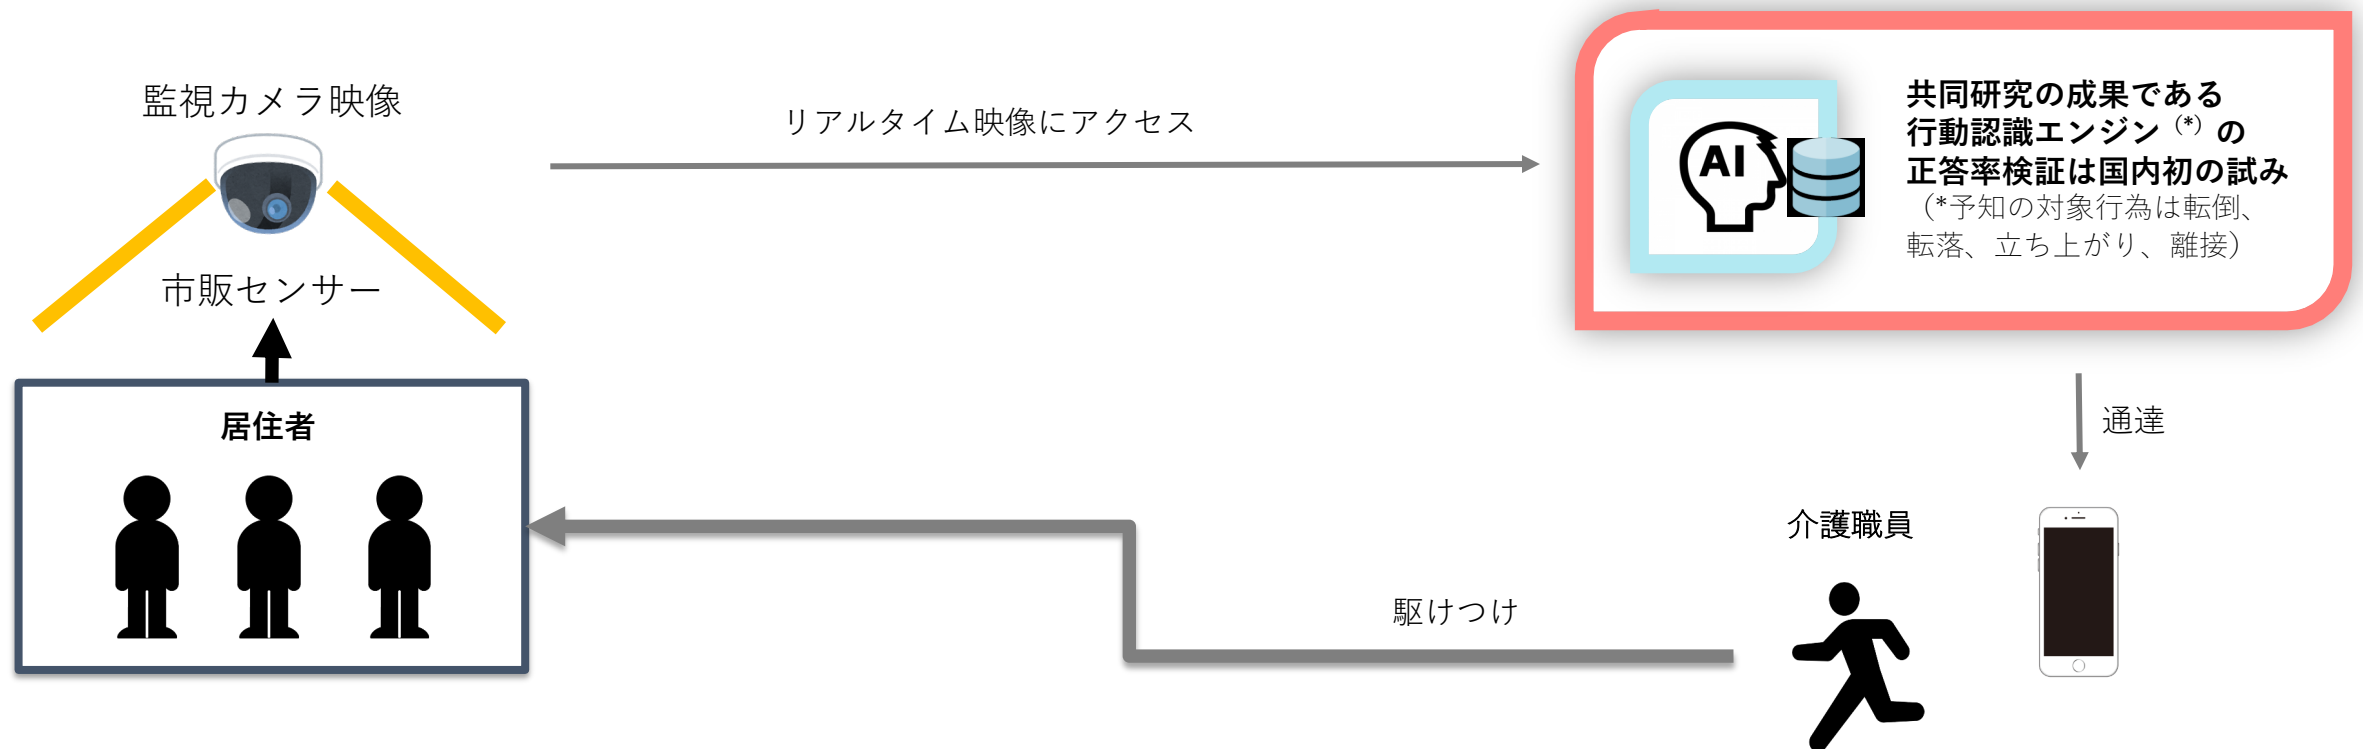 監視カメラ映像
市販センサー
居住者
リアルタイム映像にアクセス
AI
共同研究の成果である
行動認識エンジン（*）の
正答率検証は国内初の試み
（*予知の対象行為は転倒、
転落、立ち上がり、離接）
通達
介護職員
駆けつけ